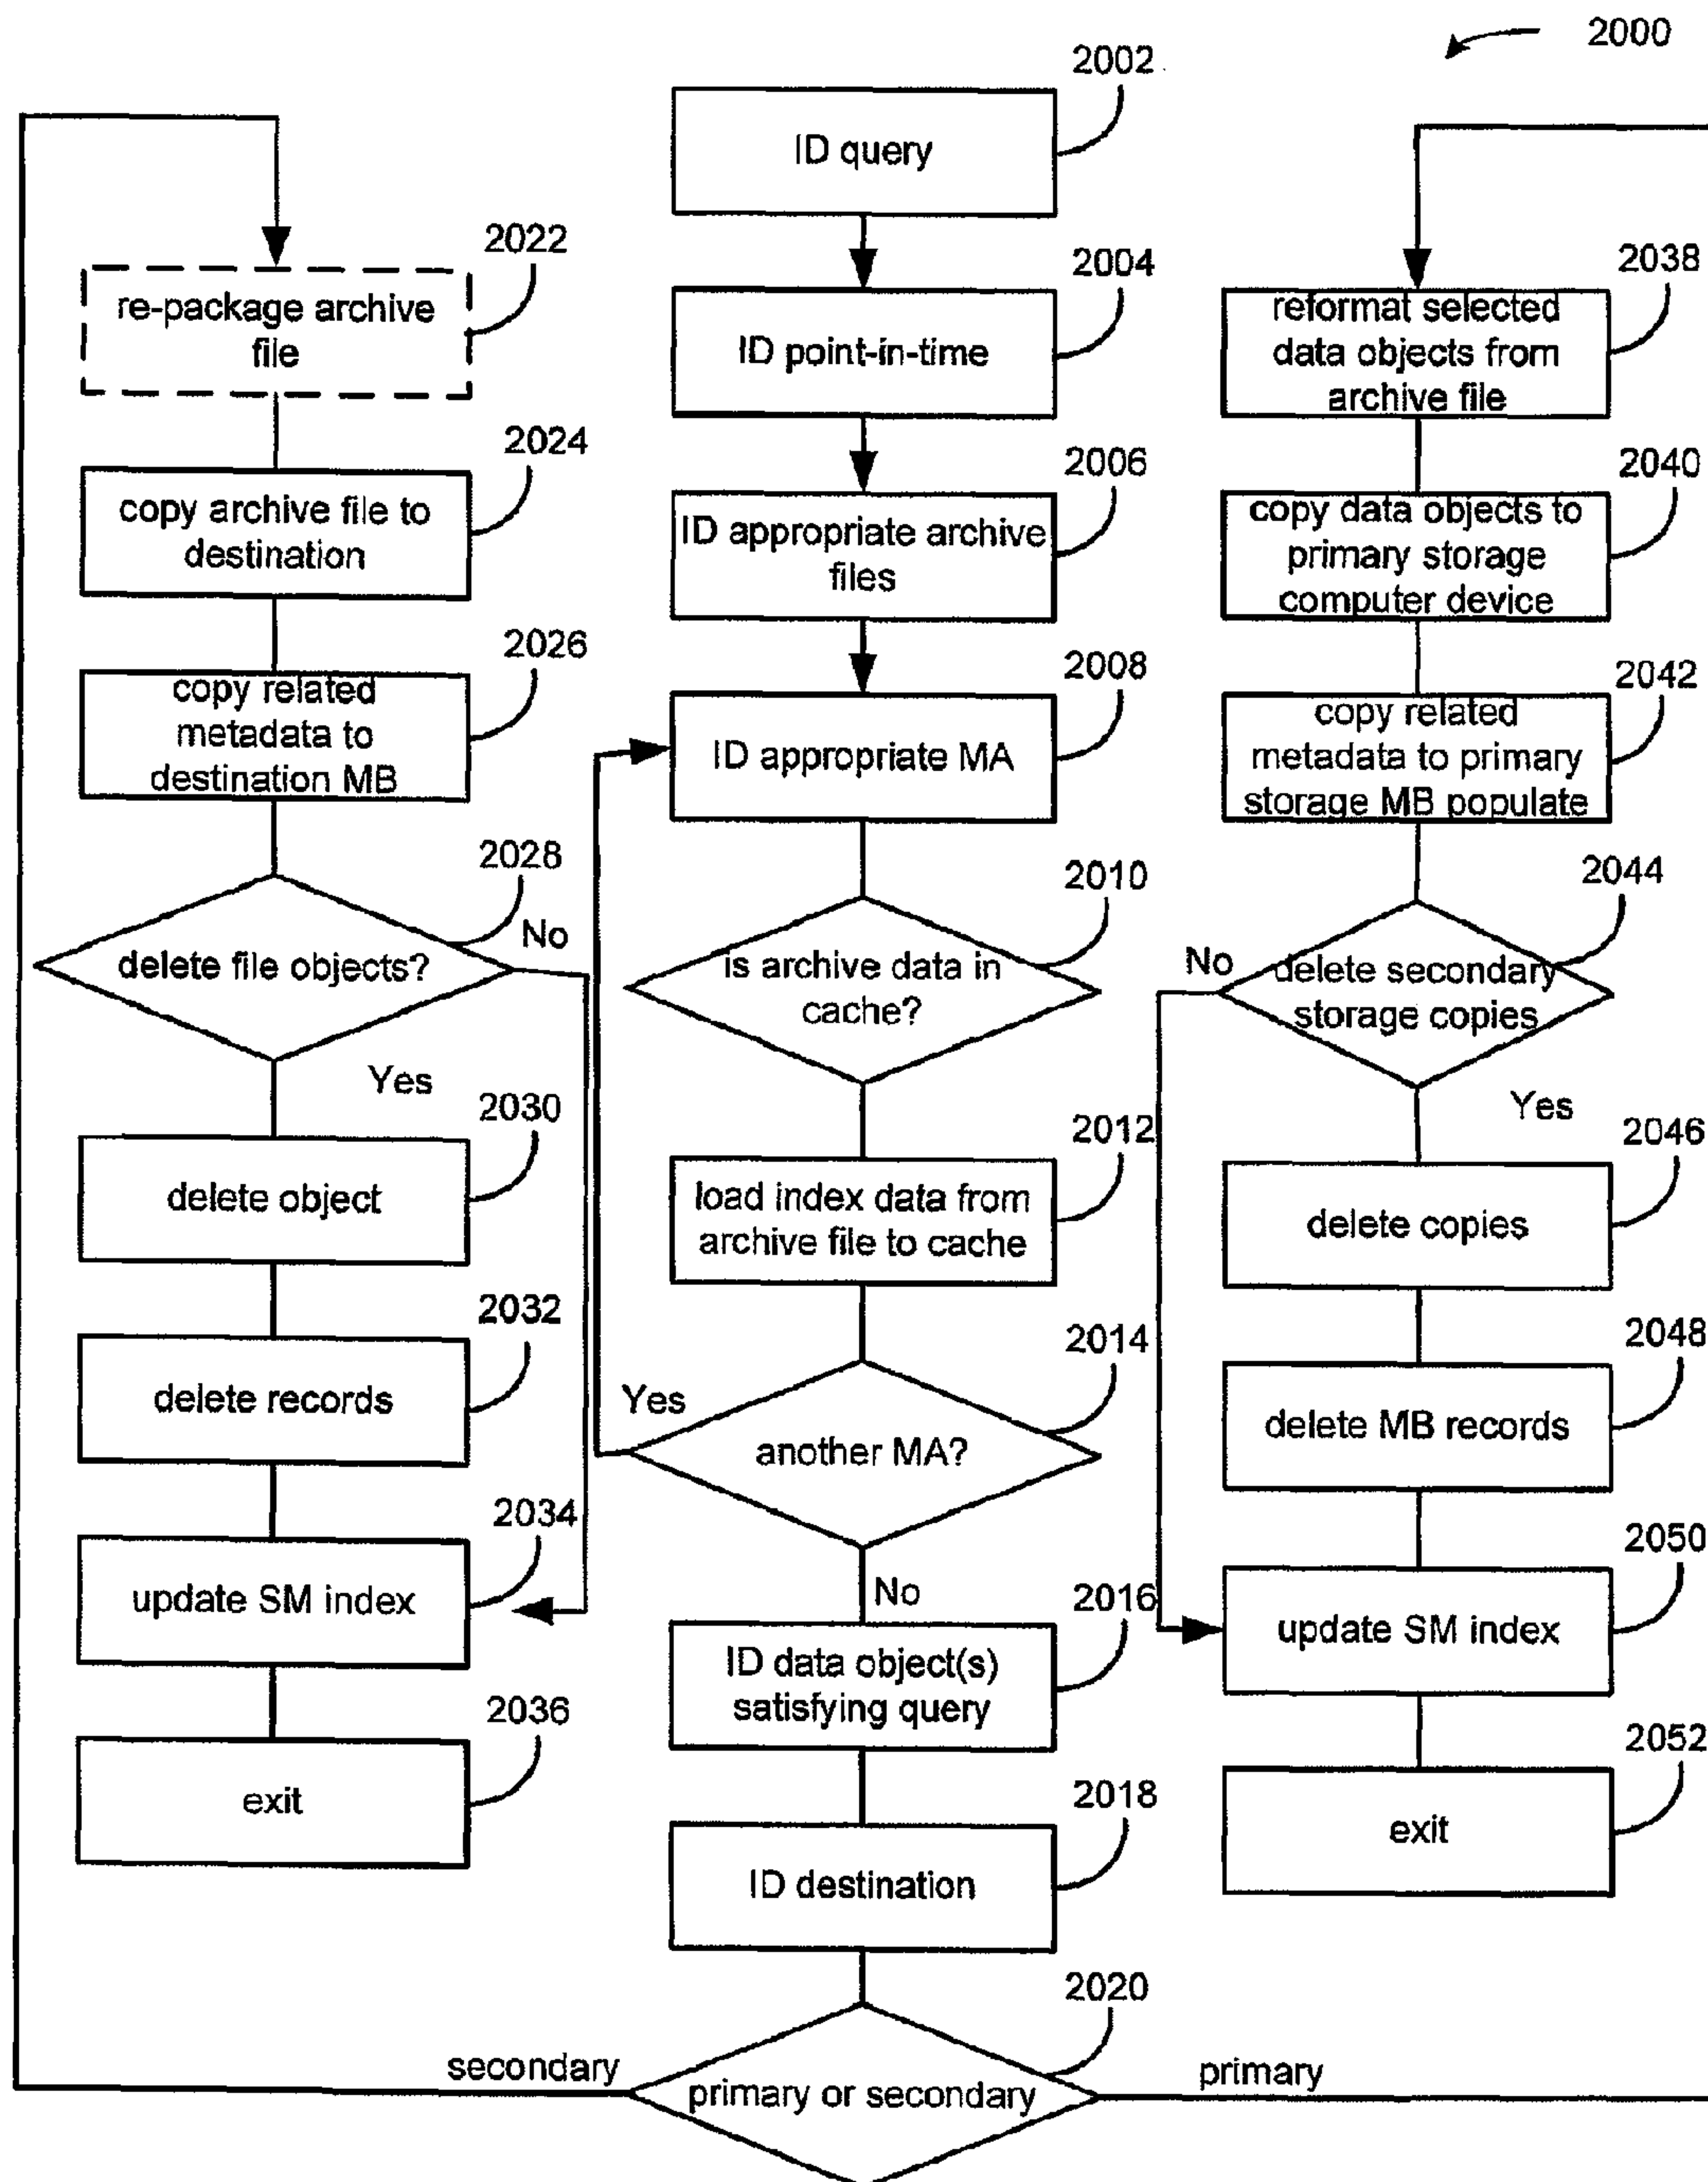 2000
2002
ID query
2004
ID point-in-time
2006
ID appropriate archive
files
2008
ID appropriate MA
2010
is archive data in
cache?
2012
load index data from
archive file to cache
2014
another MA?
Yes
No
2016
ID data object(s)
satisfying query
2018
ID destination
2020
primary or secondary
secondary
primary
2022
re-package archive
file
2024
copy archive file to
destination
2026
copy related
metadata to
destination MB
2028
delete file objects?
No
Yes
2030
delete object
2032
delete records
2034
update SM index
2036
exit
2038
reformat selected
data objects from
archive file
2040
copy data objects to
primary storage
computer device
2042
copy related
metadata to primary
storage MB populate
2044
delete secondary
storage copies
No
Yes
2046
delete copies
2048
delete MB records
2050
update SM index
2052
exit